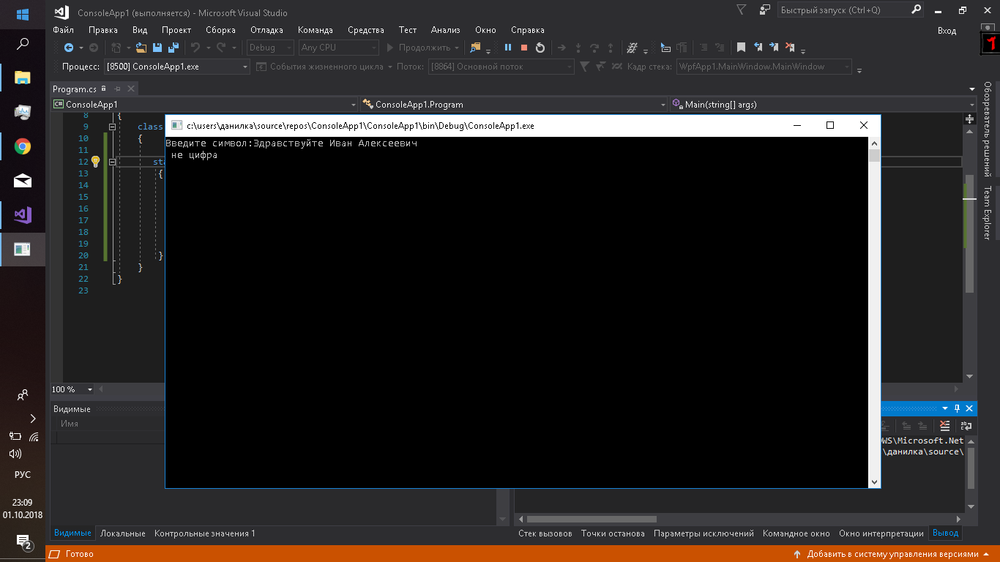 ConsoleApp1 (выполняется) - Microsoft Visual Studio
Быстрый запуск (Ctrl+Q)
Файл Правка Вид Проект Сборка Отладка Команда Средства Тест Анализ Окно Справка
Вход
Debug Any CPU Продолжить
Процесс: [8500] ConsoleApp1.exe События жизненного цикла Поток: [8864] Основной поток Кадр стека: WpfApp1.MainWindow.MainWindow
Program.cs
ConsoleApp1 ConsoleApp1.Program Main(string[] args)
8 {
9 class
10 {
11
12 sta
13 {
14
15
16
17
18
19
20 }
21 }
22 }
23
c:\users\данилка\source\repos\ConsoleApp1\ConsoleApp1\bin\Debug\ConsoleApp1.exe
Введите символ:Здравствуйте Иван Алексеевич
не цифра
Обозреватель решений
Team Explorer
100 %
Видимые
Имя
WS\Microsoft.Net
\данилка\source\
Видимые Локальные Контрольные значения 1
Стек вызовов Точки останова Параметры исключений Командное окно Окно интерпретации Вывод
Готово
Добавить в систему управления версиями
РУС
23:09
01.10.2018
2